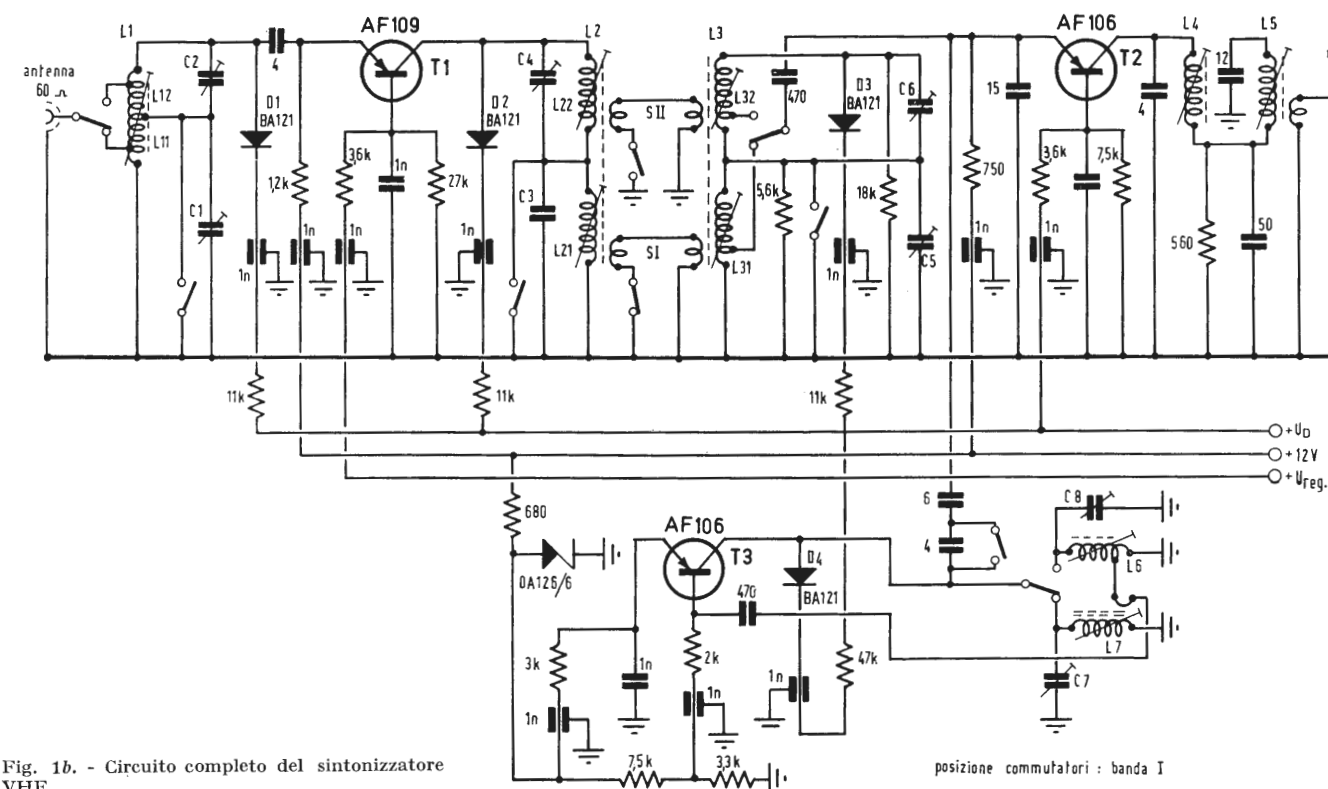 L1
AF109
L2
L3
AF106
L4
L5
C2
4
T1
C4
D3
BA121
C6
T2
12
antenna
60 Ω
L12
D1
BA121
D2
BA121
L22
S II
L32
470
15
4
L11
1,2k
3,6k
1n
27k
C3
5,6k
18k
750
3,6k
7,5k
C1
L21
S I
L31
C5
560
50
1n
1n
1n
1n
1n
1n
1n
11k
11k
11k
+U_D
+12V
+U_reg.
680
AF106
T3
6
C8
4
D4
BA121
L6
OA126/6
470
L7
3k
1n
2k
1n
1n
47k
C7
1n
7,5k
3,3k
Fig. 1b. - Circuito completo del sintonizzatore
VHF
posizione commutatori : banda I